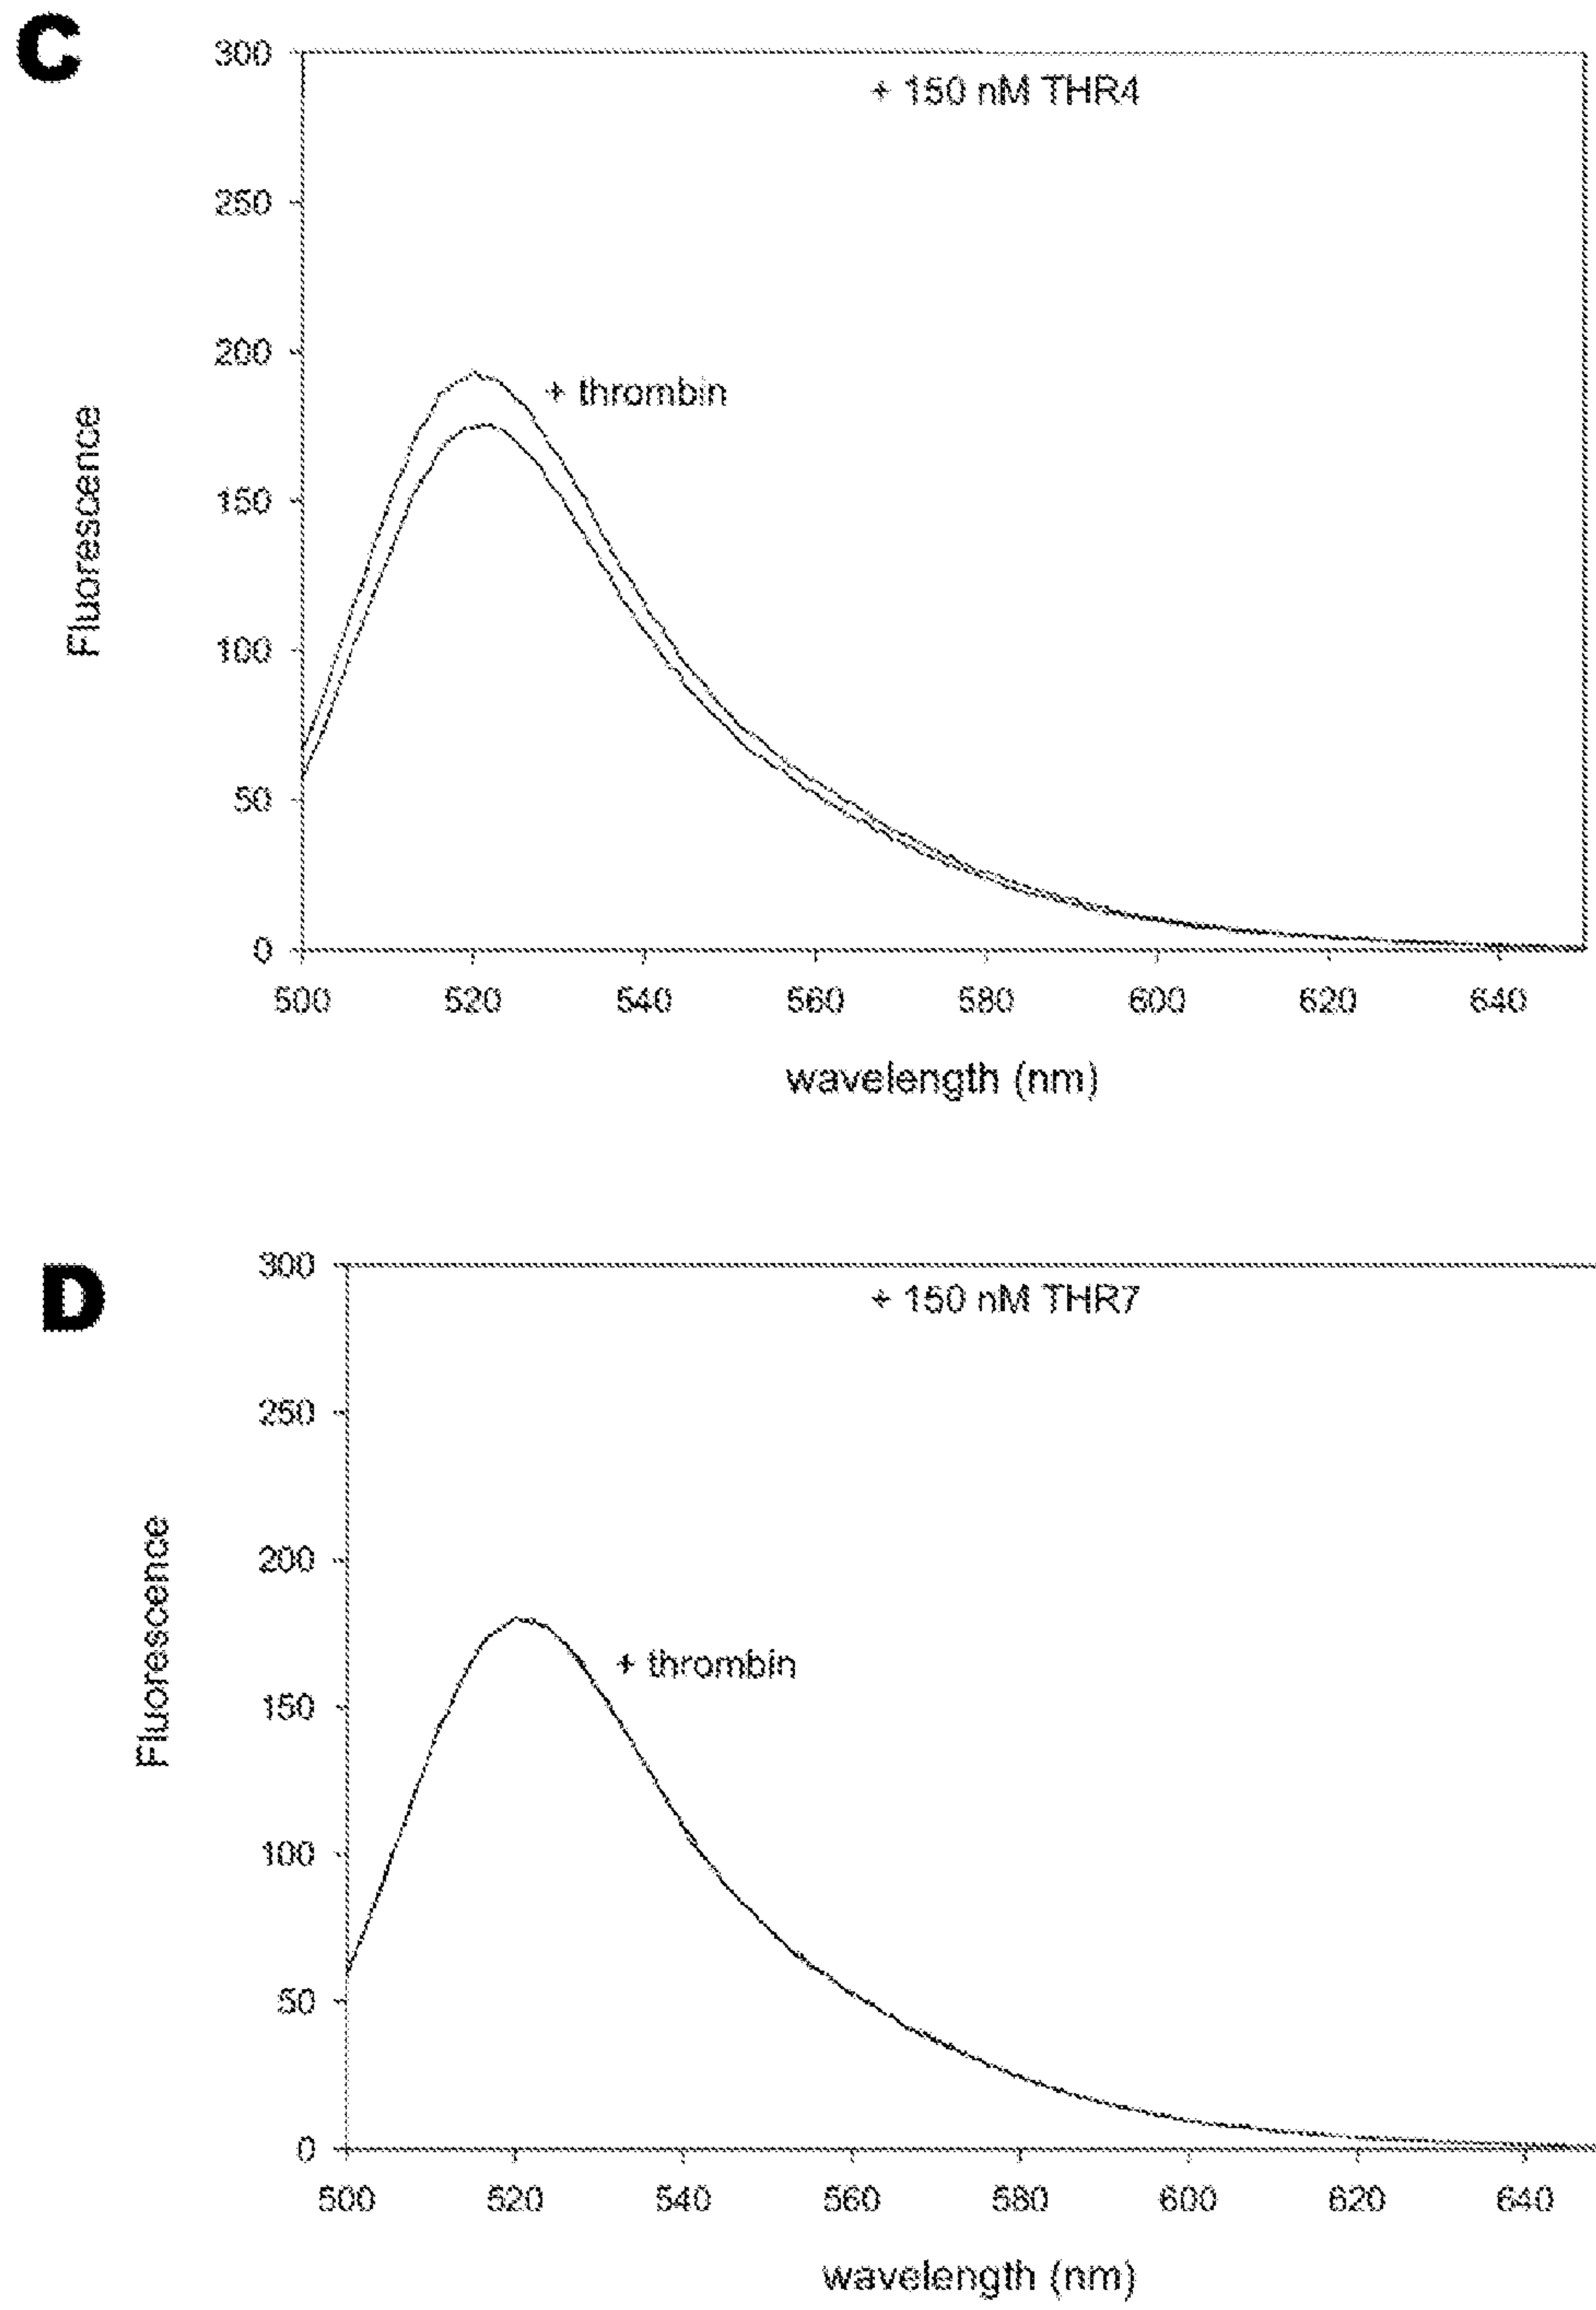 C
300
+ 150 nM THR4
250
200
+ thrombin
150
Fluorescence
100
50
0
500 520 540 560 580 600 620 640
wavelength (nm)
D
300
+ 150 nM THR7
250
200
+ thrombin
150
Fluorescence
100
50
0
500 520 540 560 580 600 620 640
wavelength (nm)